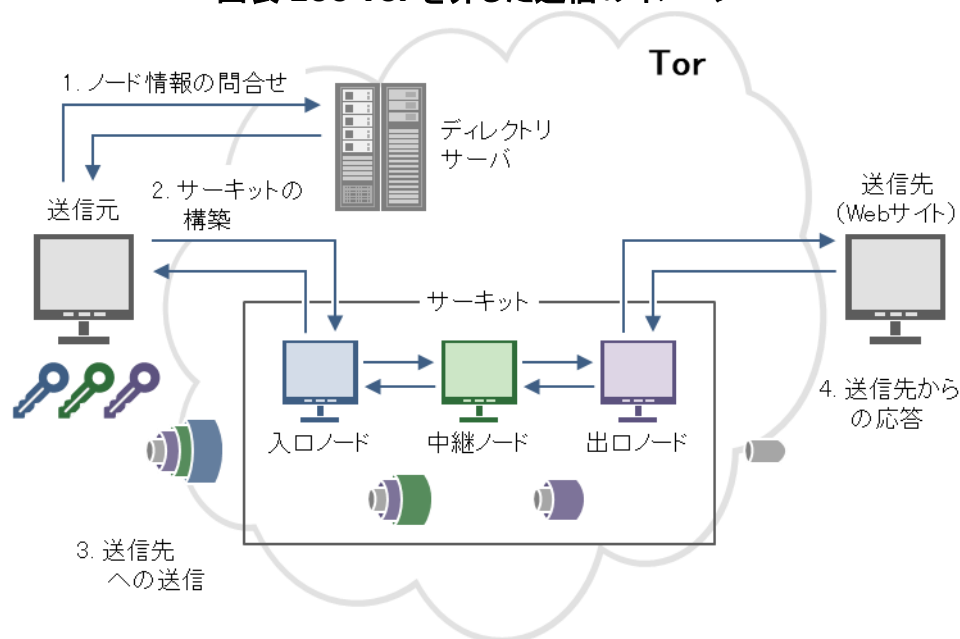 Tor
1. ノード情報の問合せ
ディレクトリ
サーバ
2. サーキットの
構築
送信元
送信先
(Webサイト)
サーキット
入口ノード
中継ノード
出口ノード
4. 送信先から
の応答
3. 送信先
への送信